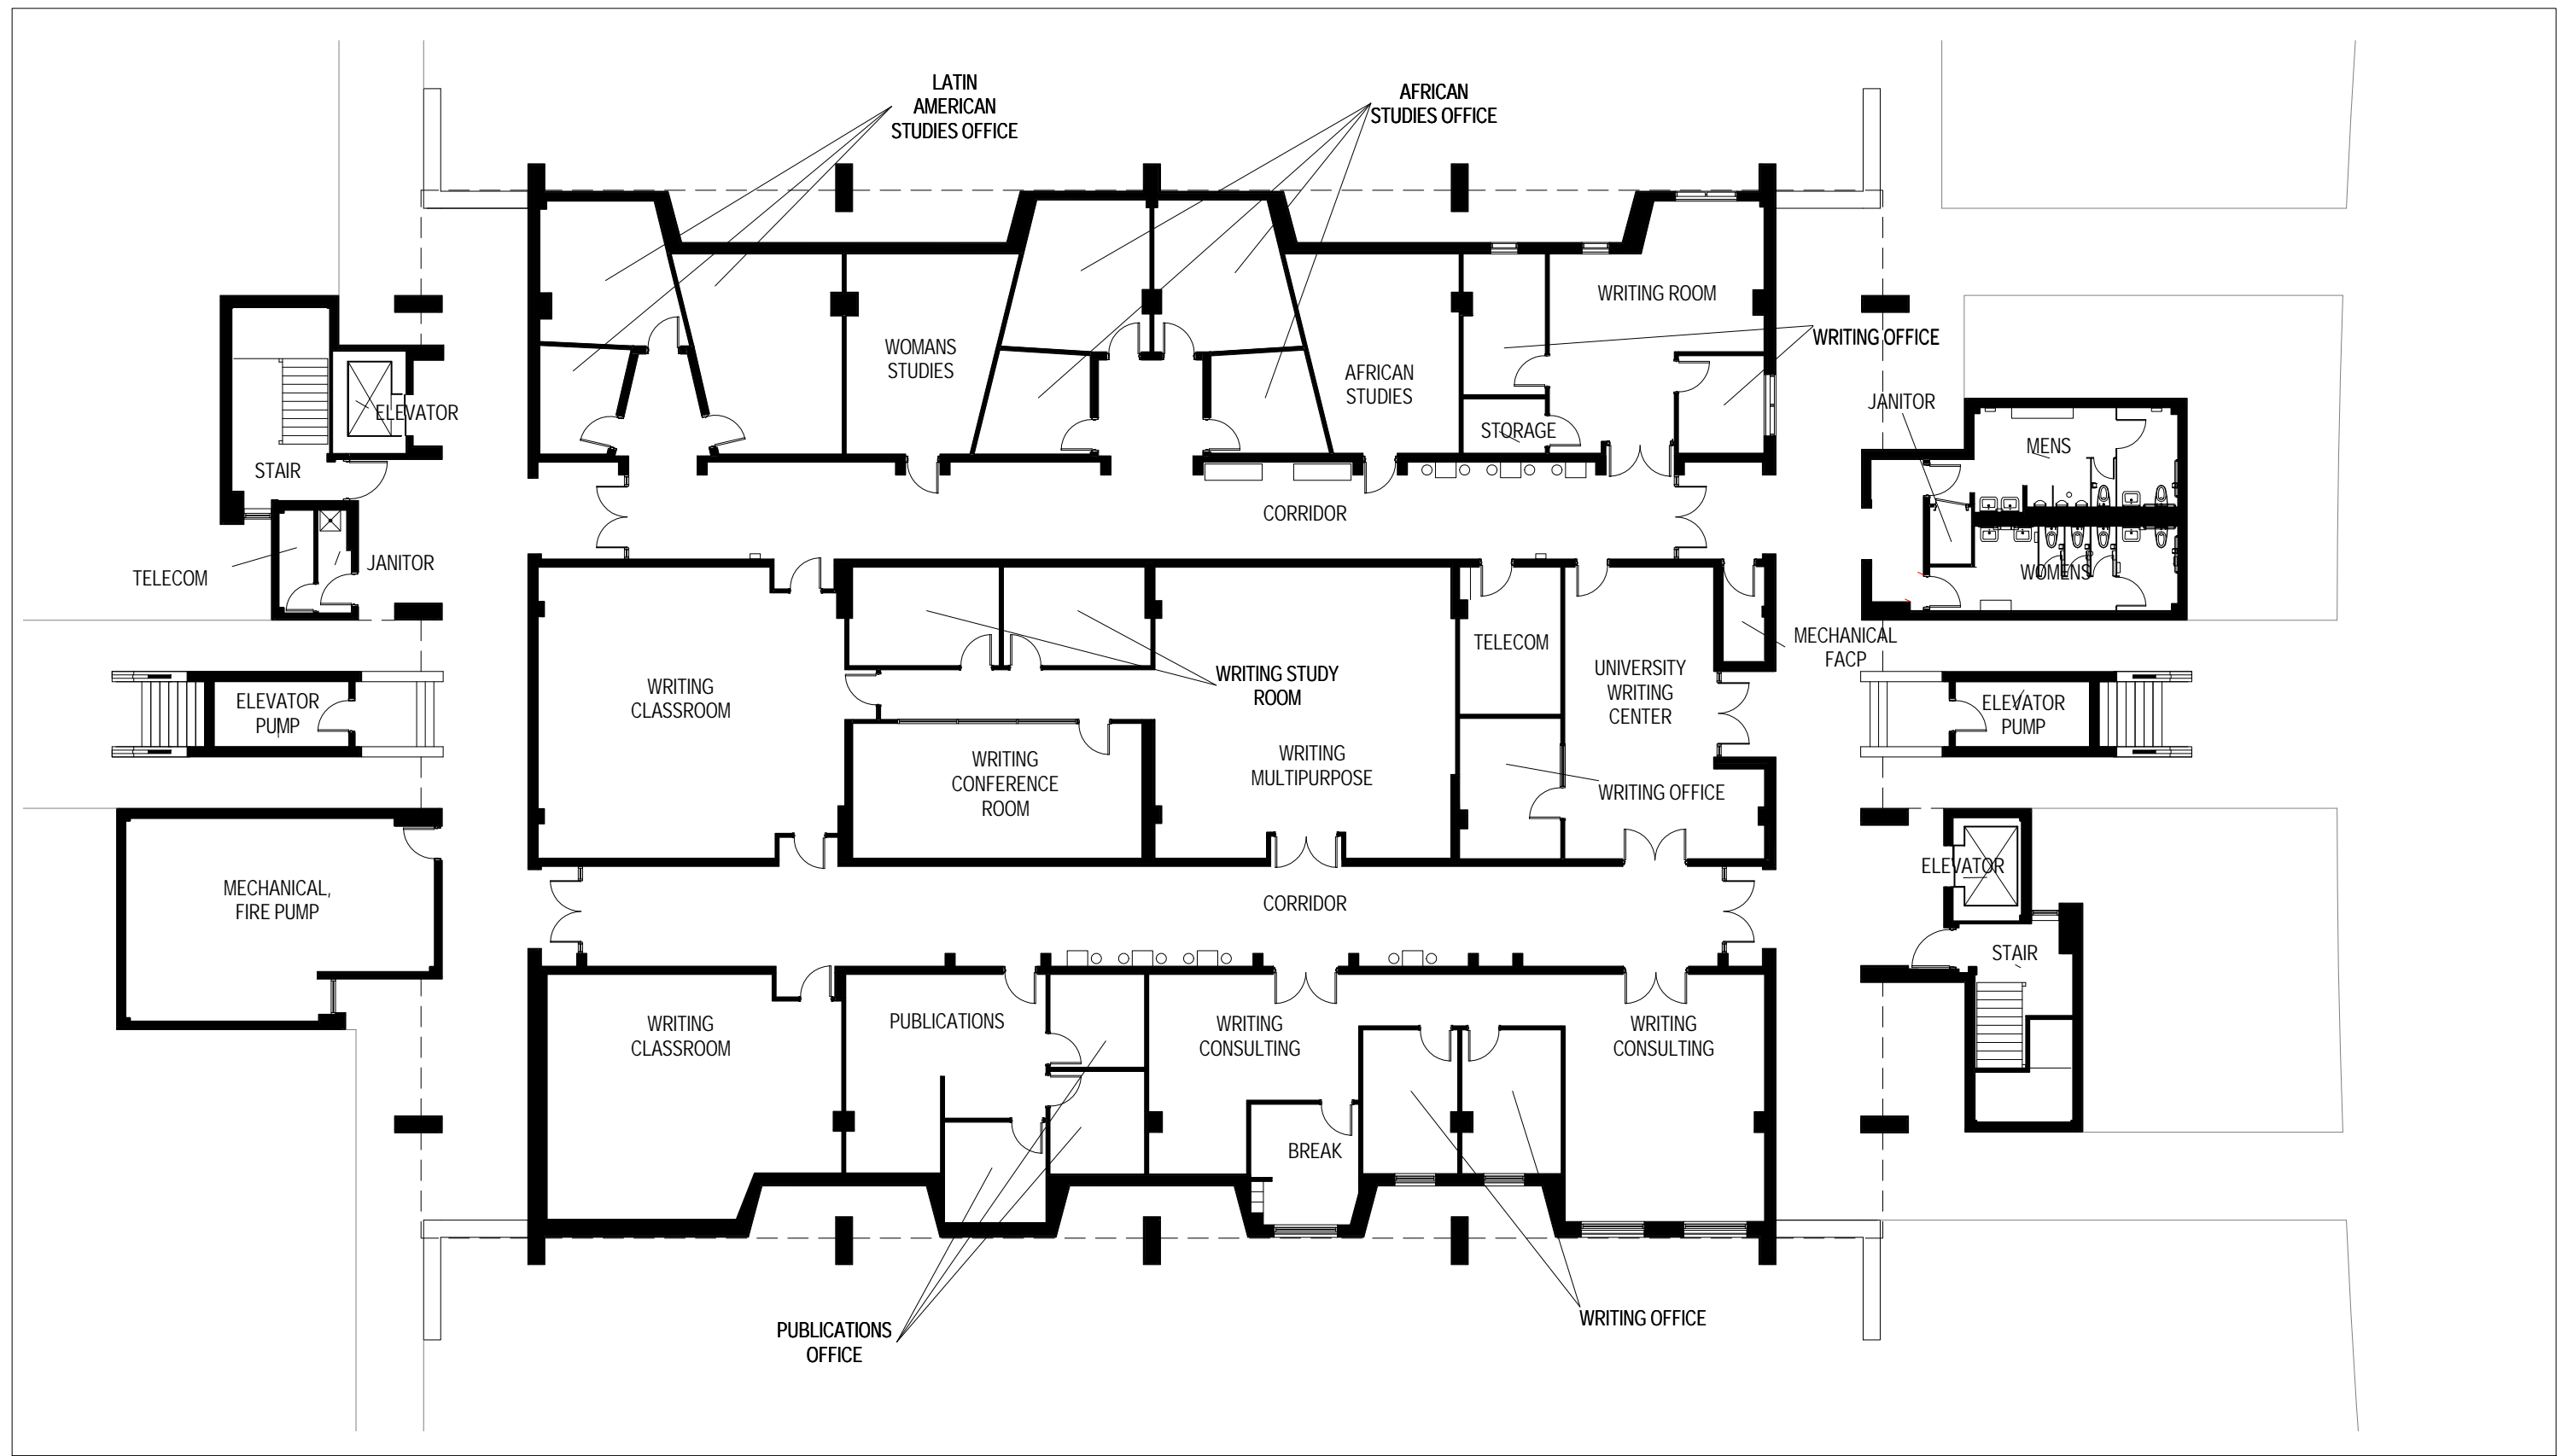 LATIN
AMERICAN
STUDIES OFFICE
AFRICAN
STUDIES OFFICE
WRITING ROOM
WRITING OFFICE
WOMANS
STUDIES
AFRICAN
STUDIES
STORAGE
ELEVATOR
STAIR
JANITOR
MENS
CORRIDOR
TELECOM
JANITOR
WOMENS
TELECOM
MECHANICAL
FACP
WRITING STUDY
ROOM
UNIVERSITY
WRITING
CENTER
WRITING
CLASSROOM
ELEVATOR
PUMP
ELEVATOR
PUMP
WRITING
CONFERENCE
ROOM
WRITING
MULTIPURPOSE
WRITING OFFICE
MECHANICAL,
FIRE PUMP
CORRIDOR
ELEVATOR
STAIR
WRITING
CLASSROOM
PUBLICATIONS
WRITING
CONSULTING
WRITING
CONSULTING
BREAK
PUBLICATIONS
OFFICE
WRITING OFFICE